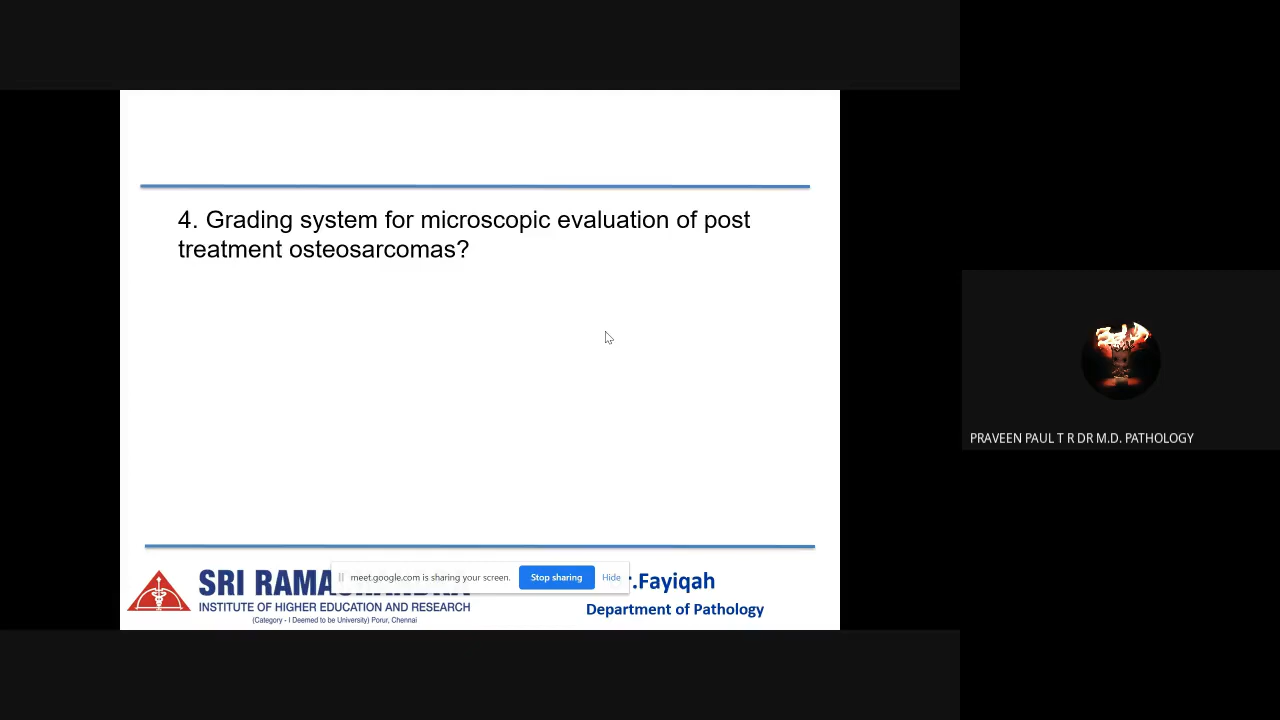 4. Grading system for microscopic evaluation of post
treatment osteosarcomas?
PRAVEEN PAUL T R DR M.D. PATHOLOGY
SRI
meet.google.com is sharing your screen.
Stop sharing
Hide
.Fayiqah
INSTITUTE OF HIGHER EDUCATION AND RESEARCH
Department of Pathology
(Category - I Deemed to be University) Porur, Chennai